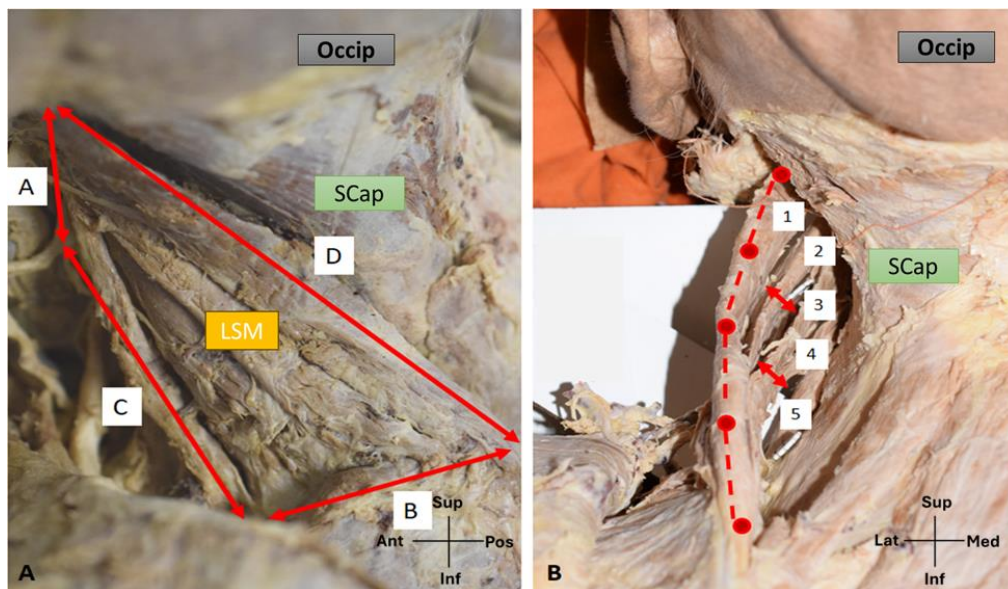 Occip
A
SCap
D
LSM
C
B
Sup
Ant
Pos
Inf
A
Occip
1
2
SCap
3
4
5
Sup
Lat
Med
Inf
B